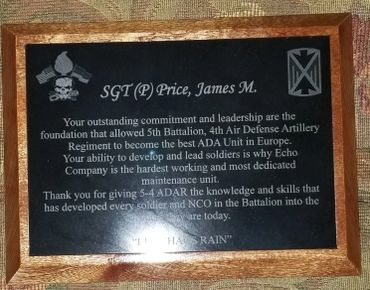 SGT (P) Price, James M.
Your outstanding commitment and leadership are the
foundation that allowed 5th Battalion, 4th Air Defense Artillery
Regiment to become the best ADA Unit in Europe.
Your ability to develop and lead soldiers is why Echo
Company is the hardest working and most dedicated
maintenance unit.
Thank you for giving 5-4 ADAR the knowledge and skills that
has developed every soldier and NCO in the Battalion into the
are today.
RAIN"